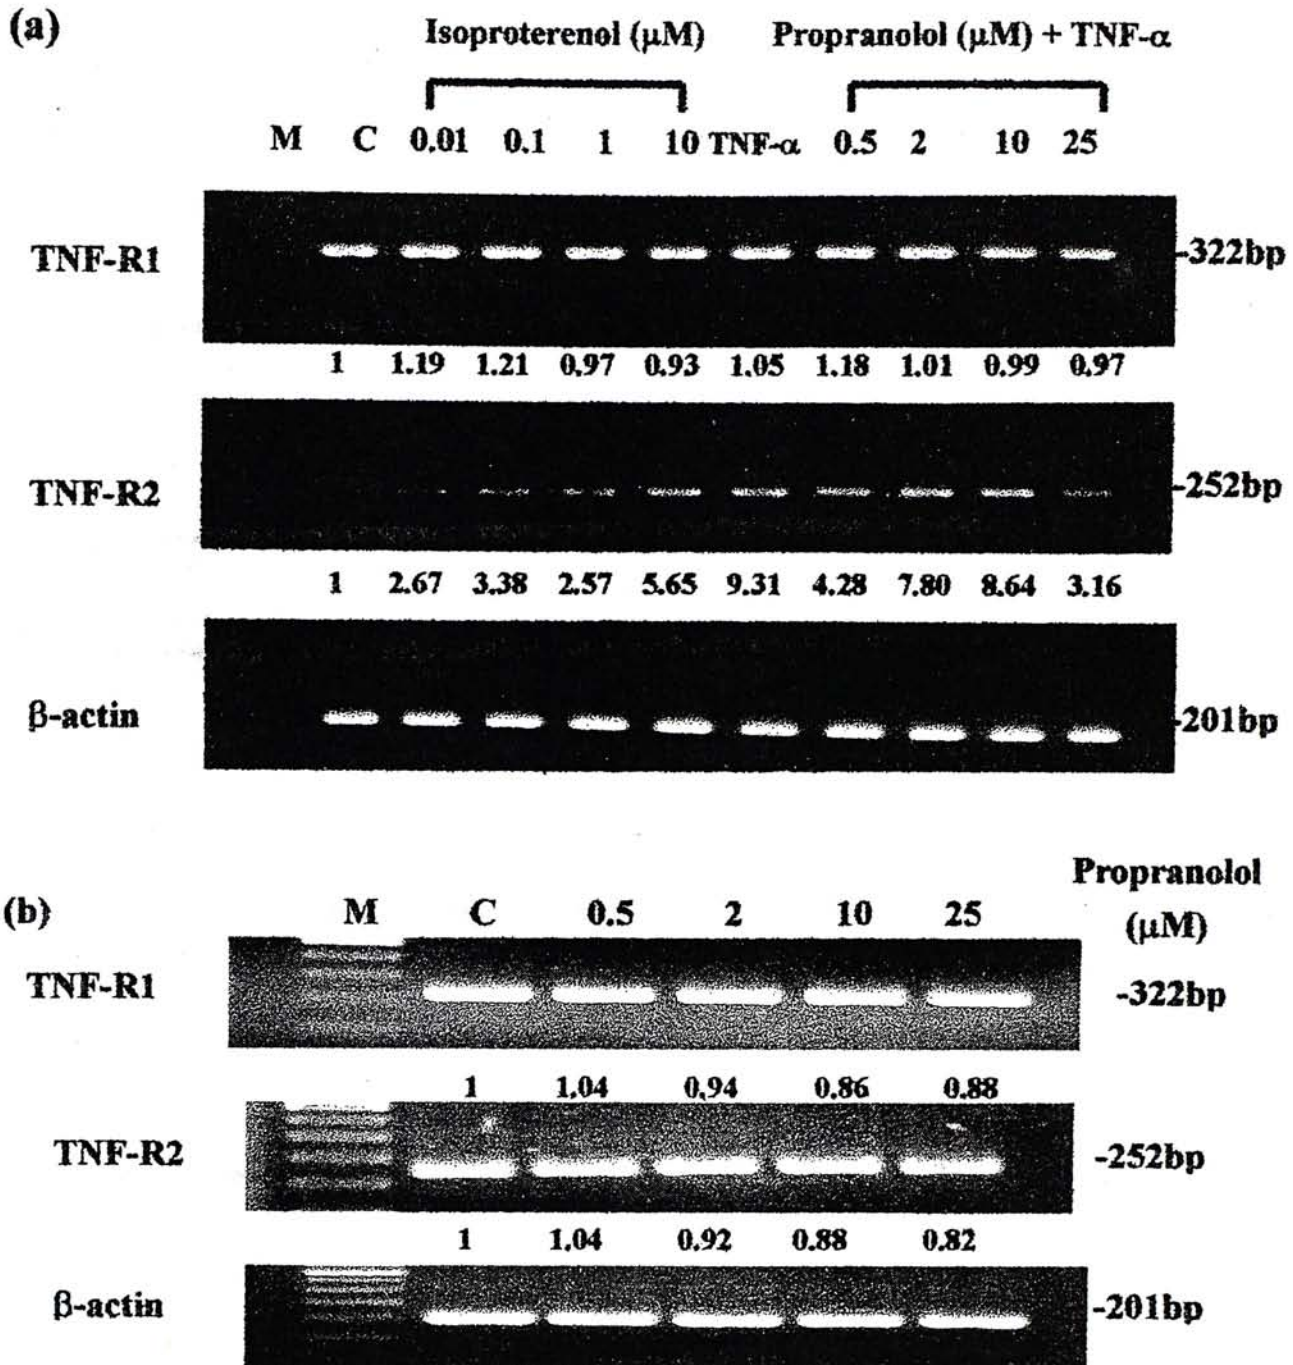 (a)
Isoproterenol (μM) Propranolol (μM) + TNF-α
M C 0.01 0.1 1 10 TNF-α 0.5 2 10 25
TNF-R1 -322bp
1 1.19 1.21 0.97 0.93 1.05 1.18 1.01 0.99 0.97
TNF-R2 -252bp
1 2.67 3.38 2.57 5.65 9.31 4.28 7.80 8.64 3.16
β-actin -201bp
Propranolol
(b) M C 0.5 2 10 25 (μM)
TNF-R1 -322bp
1 1.04 0.94 0.86 0.88
TNF-R2 -252bp
1 1.04 0.92 0.88 0.82
β-actin -201bp